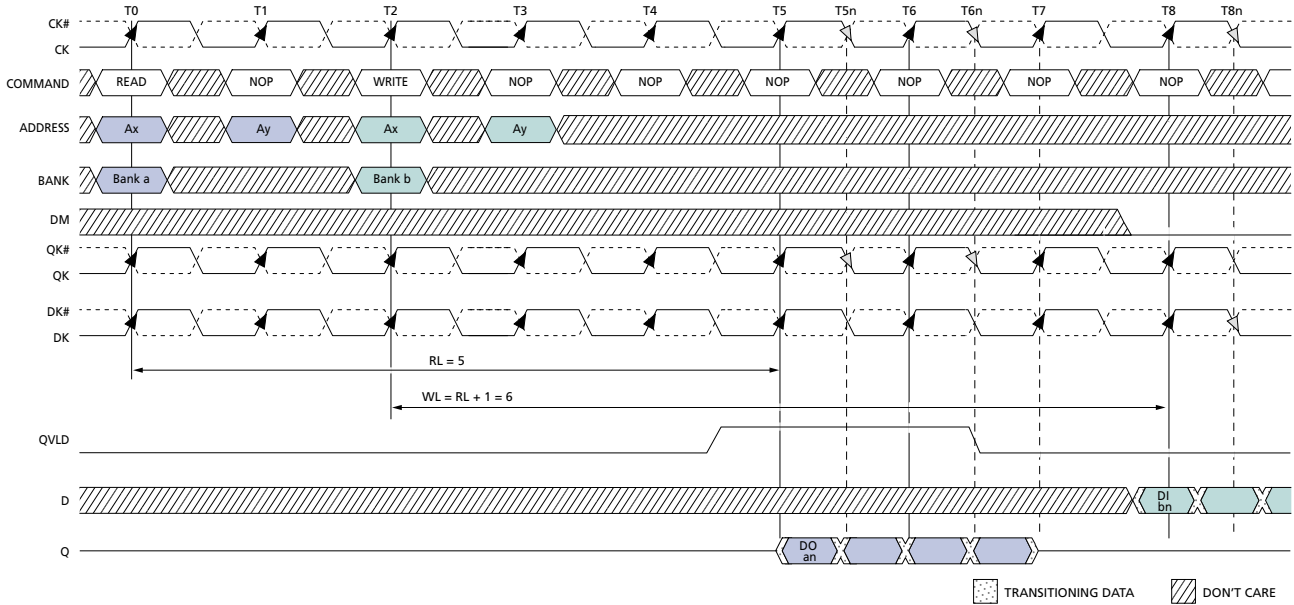 T0 T1 T2 T3 T4 T5 T5n T6 T6n T7 T8 T8n
CK#
CK
COMMAND READ NOP WRITE NOP NOP NOP NOP NOP NOP
ADDRESS Ax Ay Ax Ay
BANK Bank a Bank b
DM
QK#
QK
DK#
DK
RL = 5
WL = RL + 1 = 6
QVLD
D DI
bn
Q DO
an
TRANSITIONING DATA DON'T CARE